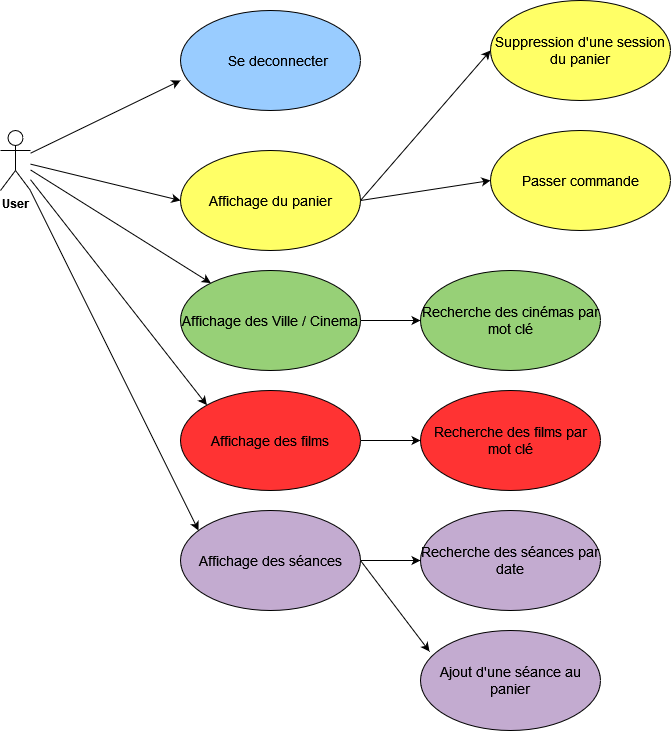 Se deconnecter
Suppression d'une session
du panier
User
Affichage du panier
Passer commande
Affichage des Ville / Cinema
Recherche des cinémas par
mot clé
Affichage des films
Recherche des films par
mot clé
Affichage des séances
Recherche des séances par
date
Ajout d'une séance au
panier